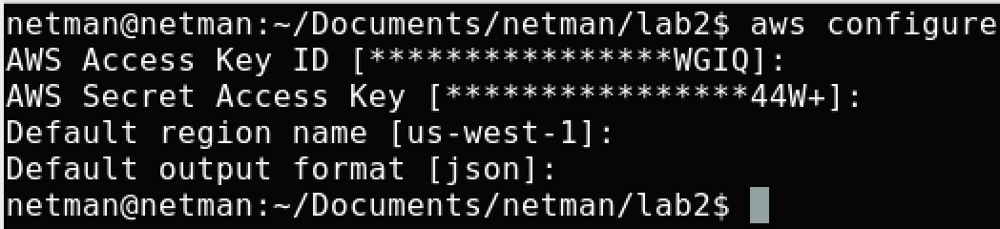 netman@netman:~/Documents/netman/lab2$ aws configure
AWS Access Key ID [****************WGIQ]:
AWS Secret Access Key [****************44W+]:
Default region name [us-west-1]:
Default output format [json]:
netman@netman:~/Documents/netman/lab2$